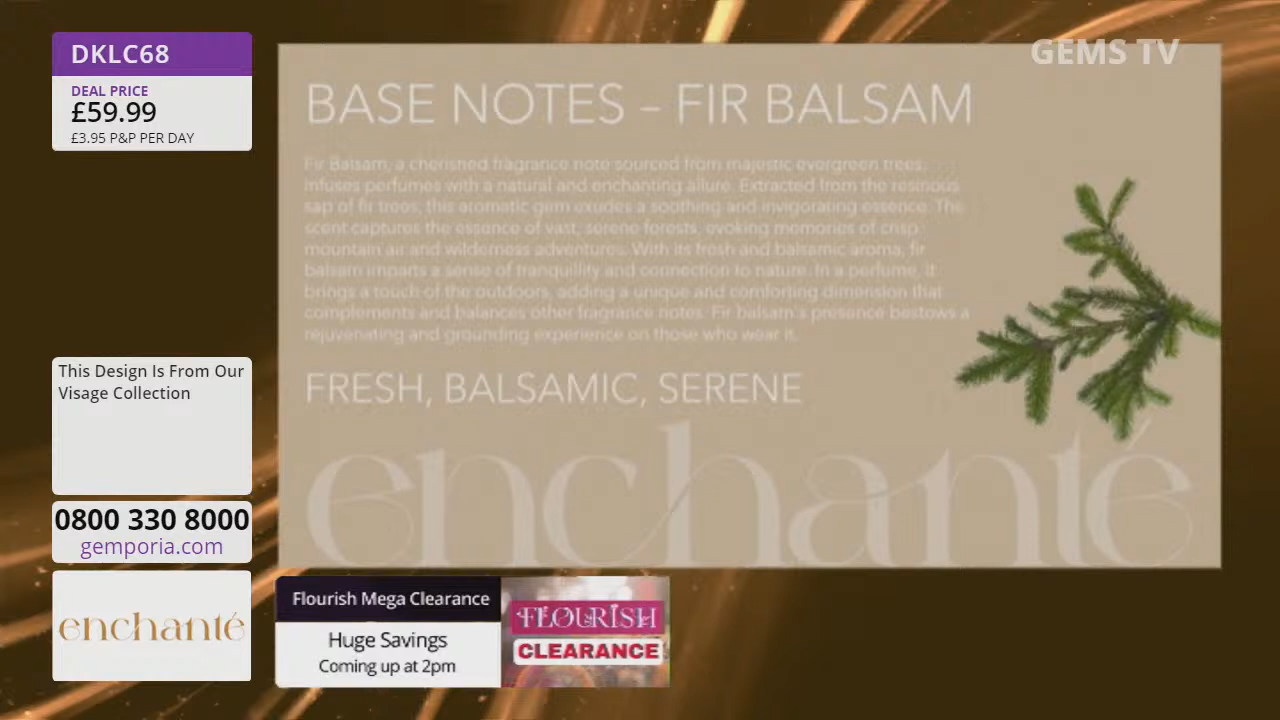 DKLC68
DEAL PRICE
£59.99
£3.95 P&P PER DAY
GEMS TV
BASE NOTES – FIR BALSAM
Fir Balsam, a cherished fragrance note sourced from majestic evergreen trees,
infuses perfumes with a natural and enchanting allure. Extracted from the resinous
sap of fir trees, this aromatic gem exudes a soothing and invigorating essence. The
scent captures the essence of vast, serene forests, evoking memories of crisp
mountain air and wilderness adventures. With its fresh and balsamic aroma, fir
balsam imparts a sense of tranquillity and connection to nature. In a perfume, it
brings a touch of the outdoors, adding a unique and comforting dimension that
complements and balances other fragrance notes. Fir balsam's presence bestows a
rejuvenating and grounding experience on those who wear it.
FRESH, BALSAMIC, SERENE
enchanté
This Design Is From Our
Visage Collection
0800 330 8000
gemporia.com
enchanté
Flourish Mega Clearance
Huge Savings
Coming up at 2pm
FLOURISH
CLEARANCE